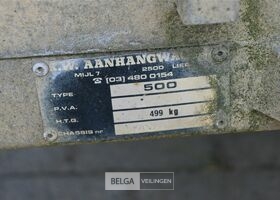 .W. AANHANGWA
MIJL 7 2500 LIER
☎ (03) 480 0154
TYPE 500
P.V.A.
H.T.G. 499 kg
CHASSIS nr
BELGA VEILINGEN